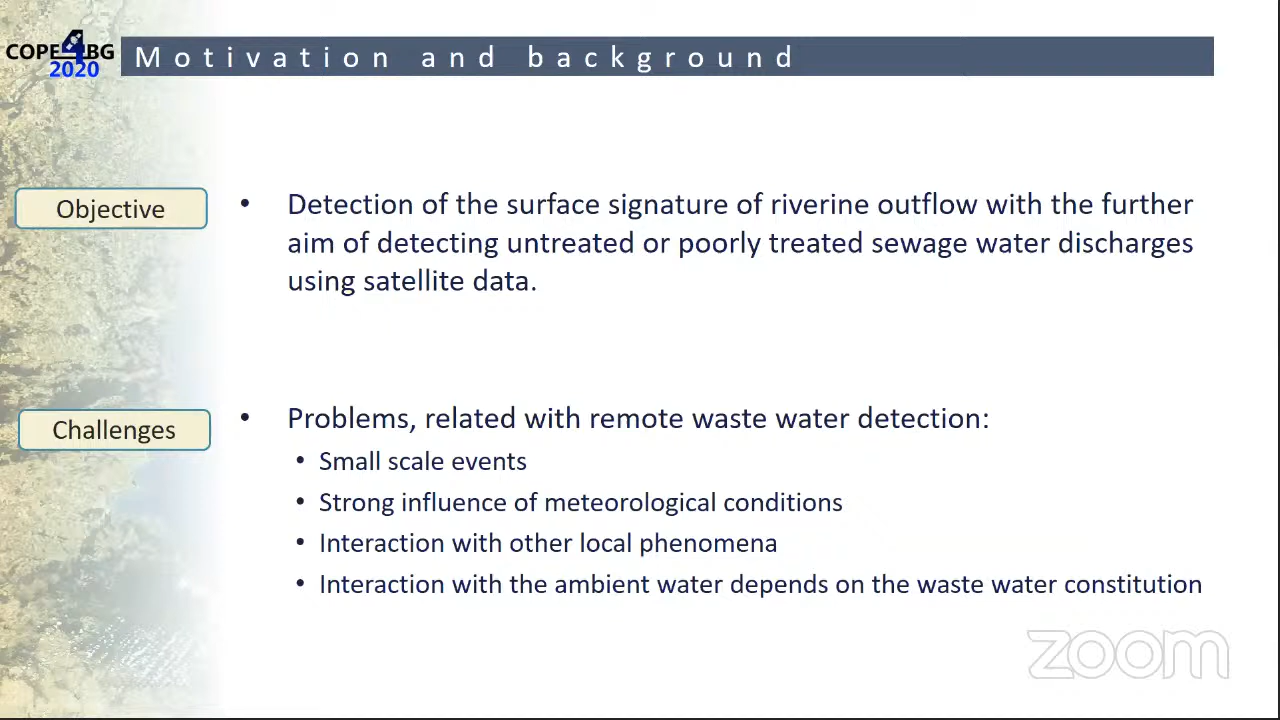 COPE4BG
2020
Motivation and background
Objective
• Detection of the surface signature of riverine outflow with the further
aim of detecting untreated or poorly treated sewage water discharges
using satellite data.
Challenges
• Problems, related with remote waste water detection:
• Small scale events
• Strong influence of meteorological conditions
• Interaction with other local phenomena
• Interaction with the ambient water depends on the waste water constitution
zoom